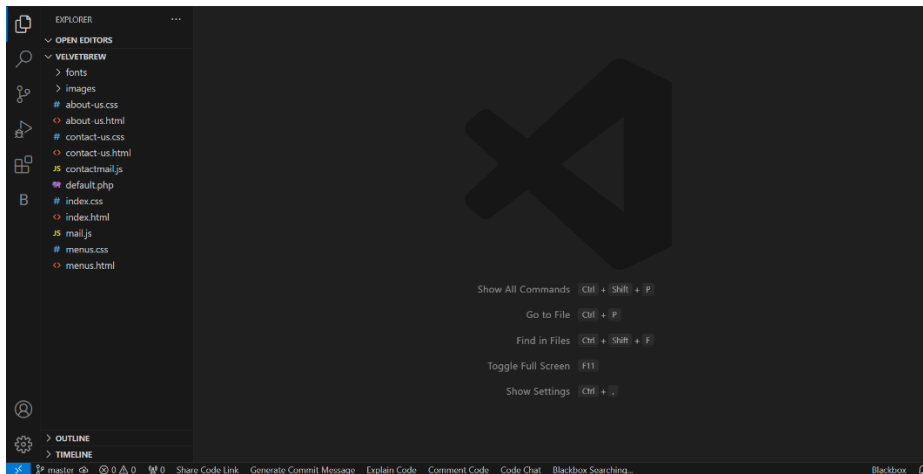 EXPLORER ...
OPEN EDITORS
VELVETBREW
fonts
images
# about-us.css
<> about-us.html
# contact-us.css
<> contact-us.html
JS contactmail.js
default.php
# index.css
<> index.html
JS mail.js
# menus.css
<> menus.html
B
Show All Commands Ctrl + Shift + P
Go to File Ctrl + P
Find in Files Ctrl + Shift + F
Toggle Full Screen F11
Show Settings Ctrl + ,
OUTLINE
TIMELINE
master 0 0 0 Share Code Link Generate Commit Message Explain Code Comment Code Code Chat Blackbox Searching... Blackbox